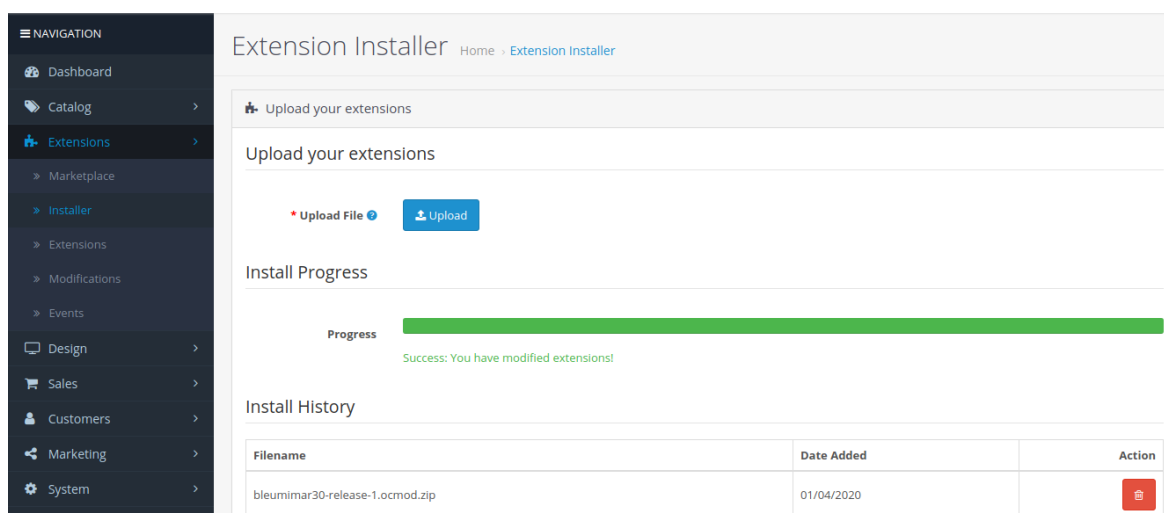 NAVIGATION
Dashboard
Catalog
Extensions
Marketplace
Installer
Extensions
Modifications
Events
Design
Sales
Customers
Marketing
System
Extension Installer Home › Extension Installer
Upload your extensions
Upload your extensions
* Upload File Upload
Install Progress
Progress
Success: You have modified extensions!
Install History
Filename Date Added Action
bleumimar30-release-1.ocmod.zip 01/04/2020